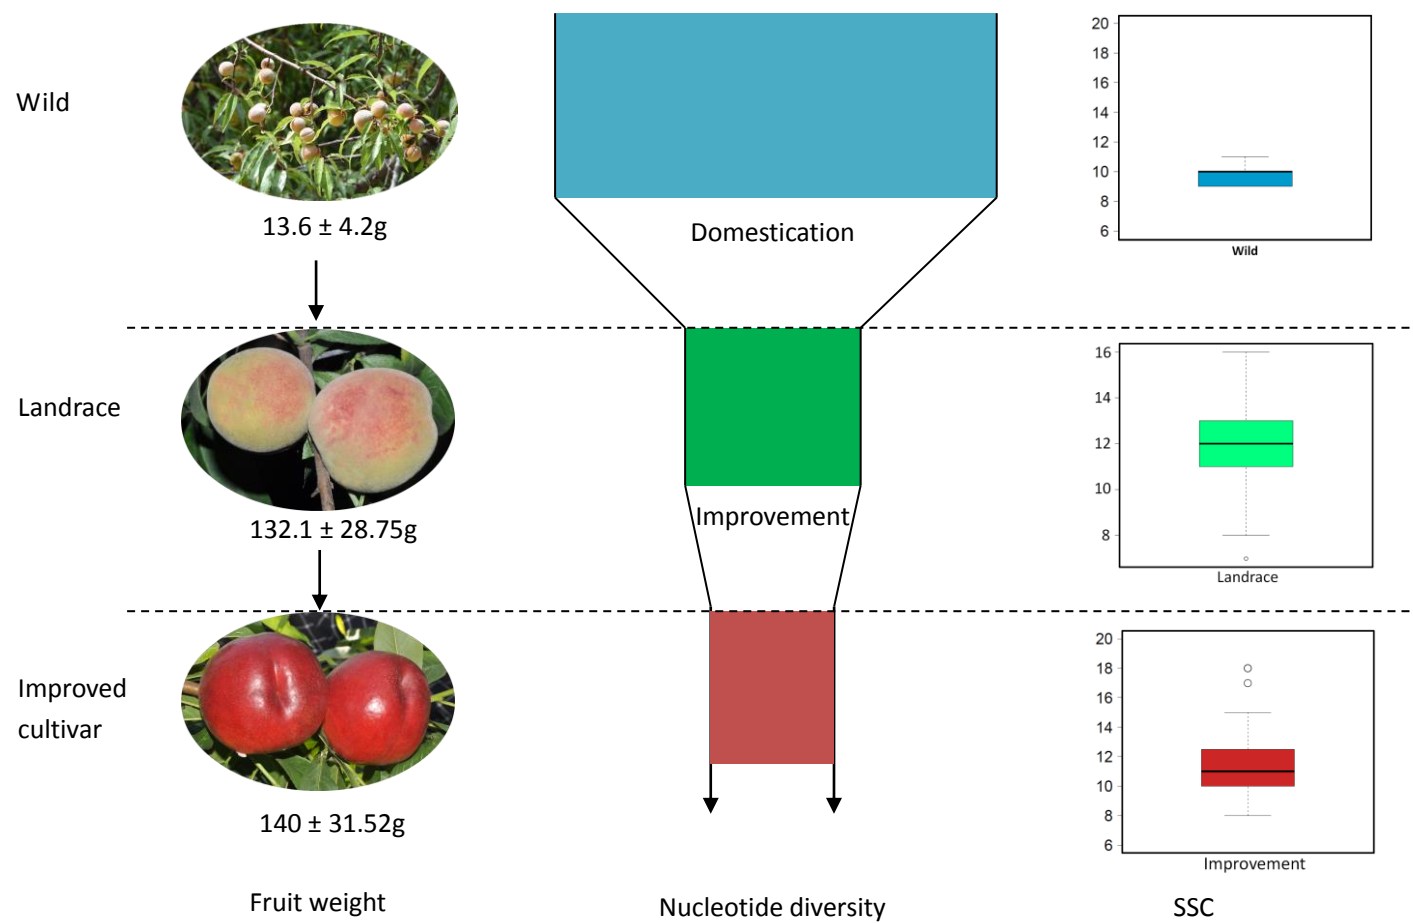 Wild
13.6 ± 4.2g
Domestication
20
18
16
14
12
10
8
6
Wild
Landrace
132.1 ± 28.75g
Improvement
16
14
12
10
8
Landrace
Improved
cultivar
140 ± 31.52g
20
18
16
14
12
10
8
6
Improvement
Fruit weight
Nucleotide diversity
SSC